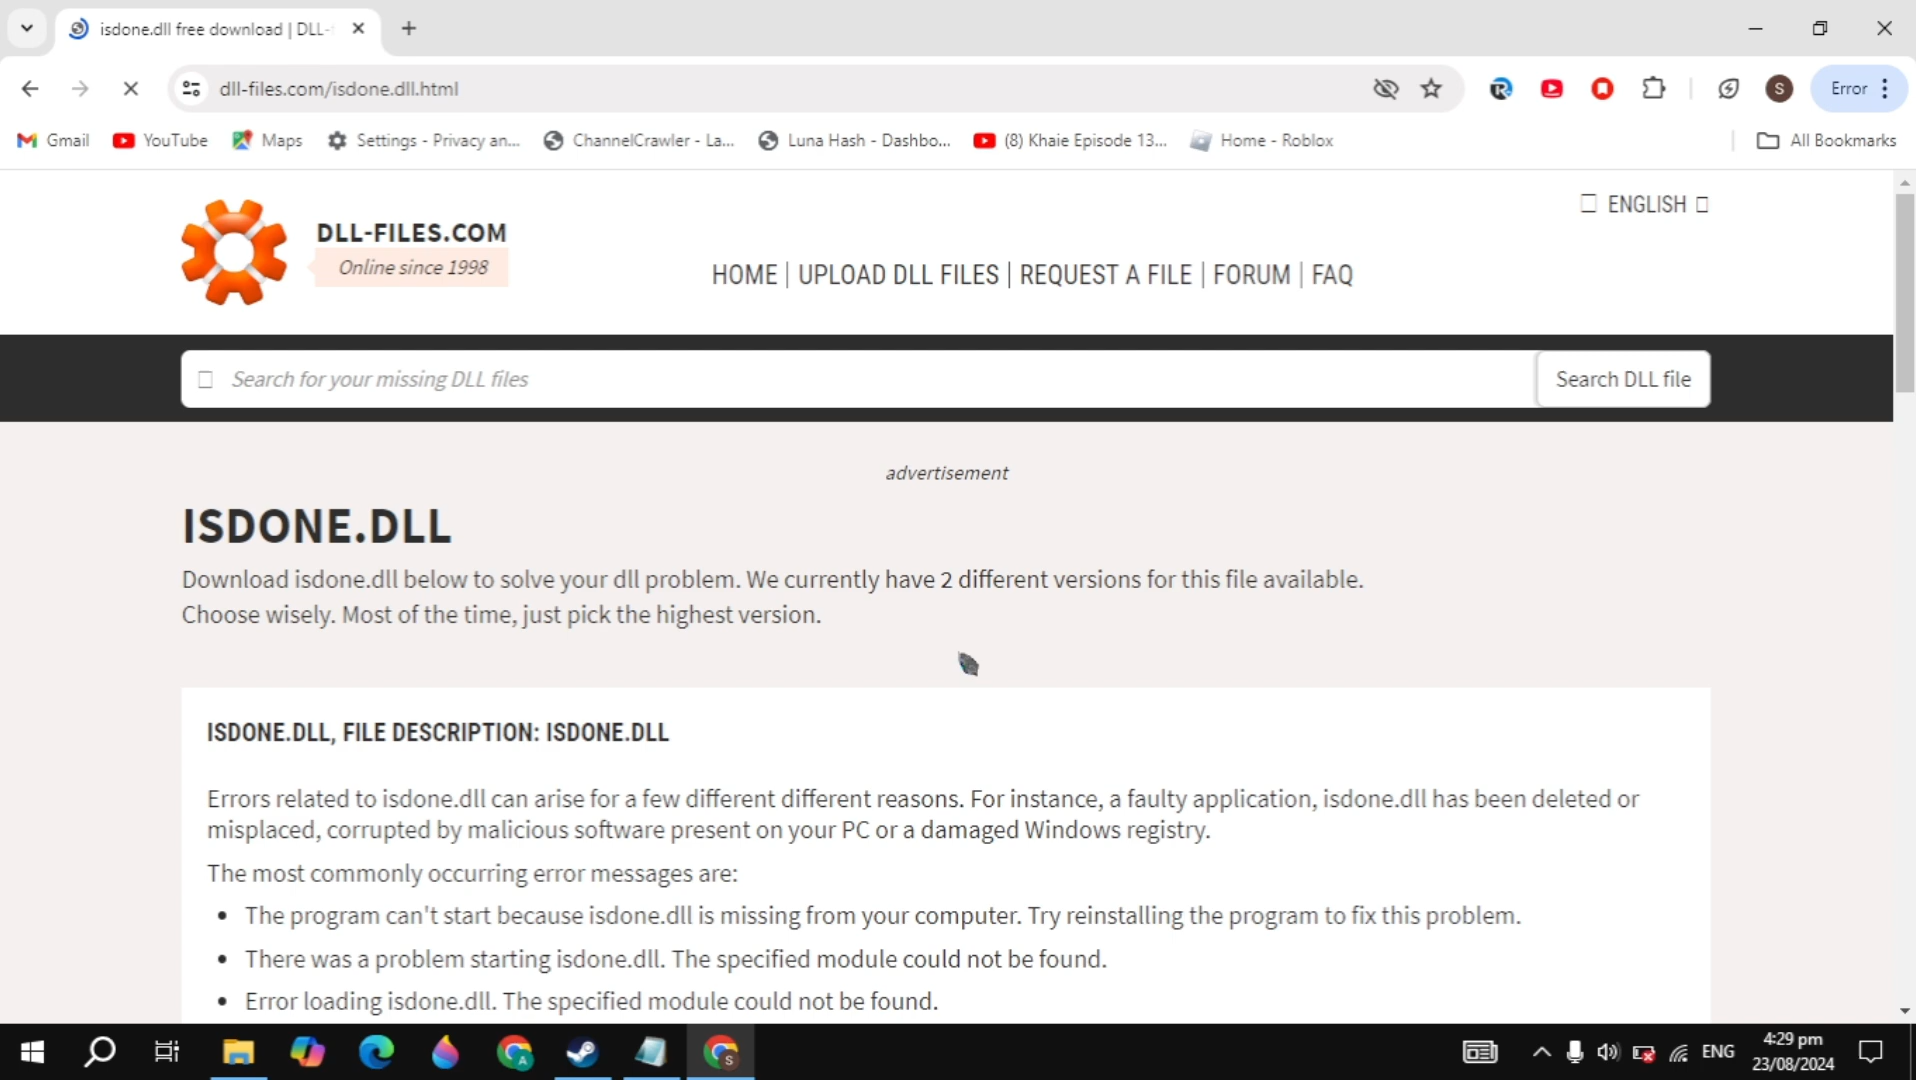 isdone.dll free download | DLL-
dll-files.com/isdone.dll.html
Error
Gmail
YouTube
Maps
Settings - Privacy an...
ChannelCrawler - La...
Luna Hash - Dashbo...
(8) Khaie Episode 13...
Home - Roblox
All Bookmarks
ENGLISH
DLL-FILES.COM
Online since 1998
HOME | UPLOAD DLL FILES | REQUEST A FILE | FORUM | FAQ
Search for your missing DLL files
Search DLL file
advertisement
ISDONE.DLL
Download isdone.dll below to solve your dll problem. We currently have 2 different versions for this file available.
Choose wisely. Most of the time, just pick the highest version.
ISDONE.DLL, FILE DESCRIPTION: ISDONE.DLL
Errors related to isdone.dll can arise for a few different different reasons. For instance, a faulty application, isdone.dll has been deleted or
misplaced, corrupted by malicious software present on your PC or a damaged Windows registry.
The most commonly occurring error messages are:
• The program can't start because isdone.dll is missing from your computer. Try reinstalling the program to fix this problem.
• There was a problem starting isdone.dll. The specified module could not be found.
• Error loading isdone.dll. The specified module could not be found.
ENG
4:29 pm
23/08/2024